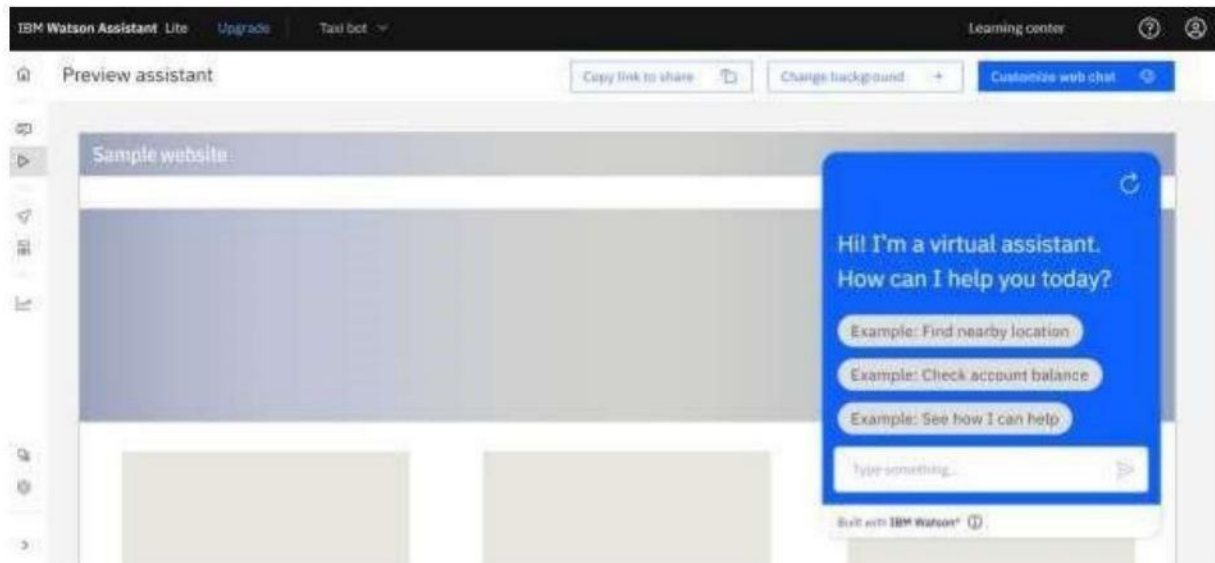 IBM Watson Assistant Lite Upgrade Taxi bot Learning center
Preview assistant Copy link to share Change background + Customize web chat
Sample website
Hi! I'm a virtual assistant.
How can I help you today?
Example: Find nearby location
Example: Check account balance
Example: See how I can help
Type something...
Built with IBM Watson®